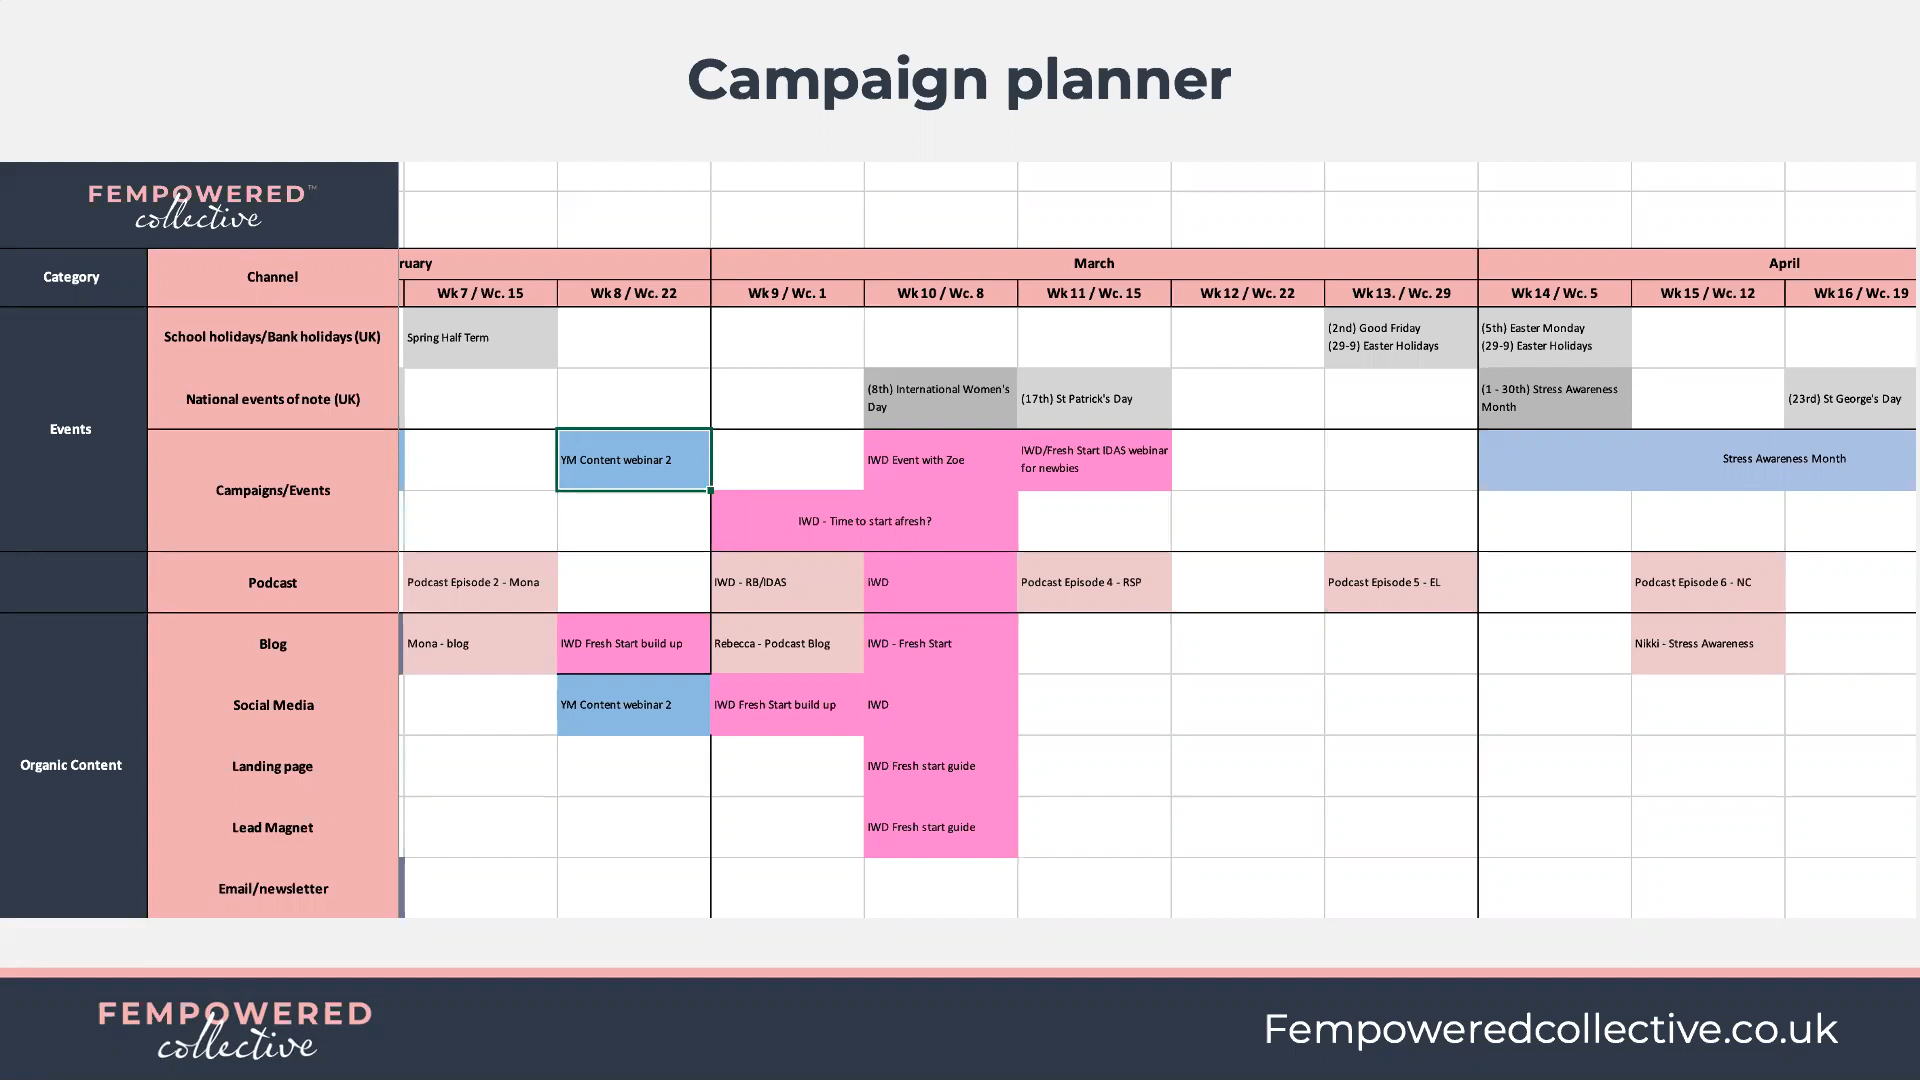 Campaign planner
FEMPOWERED™
collective
Category
Channel
ruary
March
April
Wk 7 / Wc. 15
Wk 8 / Wc. 22
Wk 9 / Wc. 1
Wk 10 / Wc. 8
Wk 11 / Wc. 15
Wk 12 / Wc. 22
Wk 13. / Wc. 29
Wk 14 / Wc. 5
Wk 15 / Wc. 12
Wk 16 / Wc. 19
Events
School holidays/Bank holidays (UK)
Spring Half Term
(2nd) Good Friday
(29-9) Easter Holidays
(5th) Easter Monday
(29-9) Easter Holidays
National events of note (UK)
(8th) International Women's
Day
(17th) St Patrick's Day
(1 - 30th) Stress Awareness
Month
(23rd) St George's Day
Campaigns/Events
YM Content webinar 2
IWD Event with Zoe
IWD/Fresh Start IDAS webinar
for newbies
Stress Awareness Month
IWD - Time to start afresh?
Podcast
Podcast Episode 2 - Mona
IWD - RB/IDAS
IWD
Podcast Episode 4 - RSP
Podcast Episode 5 - EL
Podcast Episode 6 - NC
Organic Content
Blog
Mona - blog
IWD Fresh Start build up
Rebecca - Podcast Blog
IWD - Fresh Start
Nikki - Stress Awareness
Social Media
YM Content webinar 2
IWD Fresh Start build up
IWD
Landing page
IWD Fresh start guide
Lead Magnet
IWD Fresh start guide
Email/newsletter
FEMPOWERED
collective
Fempoweredcollective.co.uk